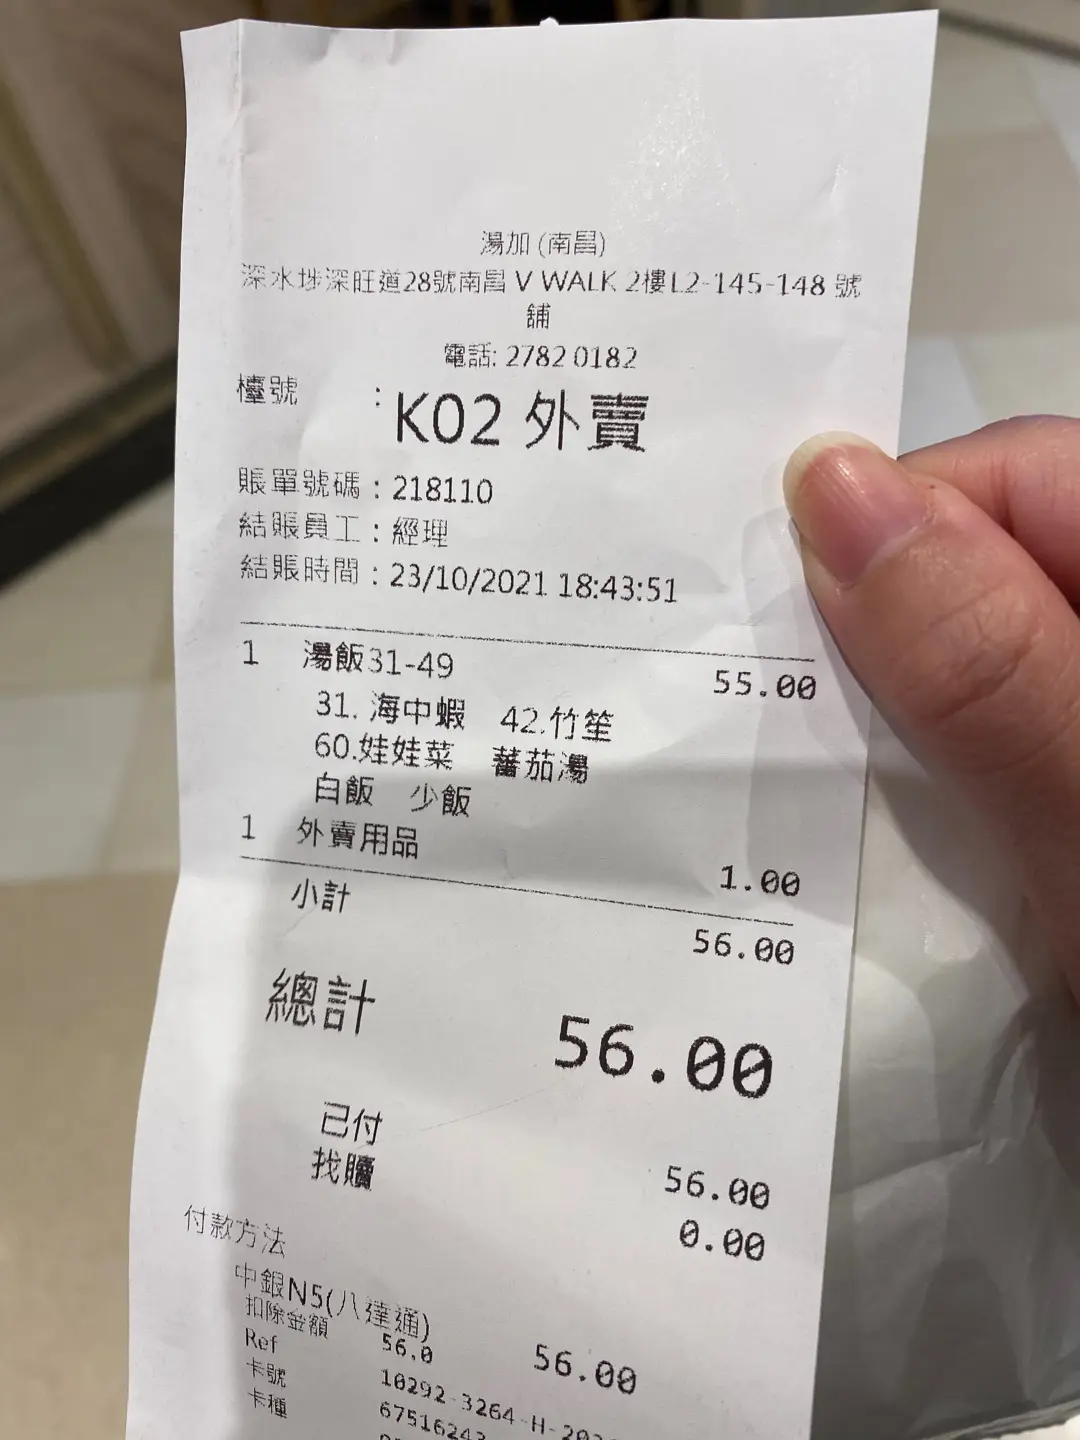 湯加 (南昌)
深水埗深旺道28號南昌 V WALK 2樓L2-145-148 號
舖
電話: 2782 0182
檯號 : K02 外賣
賬單號碼 : 218110
結賬員工 : 經理
結賬時間 : 23/10/2021 18:43:51
1 湯飯31-49 55.00
31. 海中蝦 42.竹笙
60.娃娃菜 蕃茄湯
白飯 少飯
1 外賣用品 1.00
小計 56.00
總計 56.00
已付 56.00
找贖 0.00
付款方法
中銀N5(八達通) 56.00
扣除金額 56.0
Ref 10292-3264-H-202
卡號 67516243
卡種